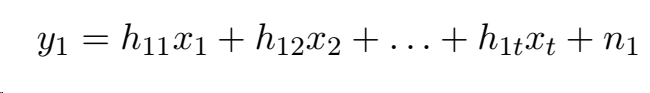 y₁ = h₁₁x₁ + h₁₂x₂ + … + h₁ₜxₜ + n₁